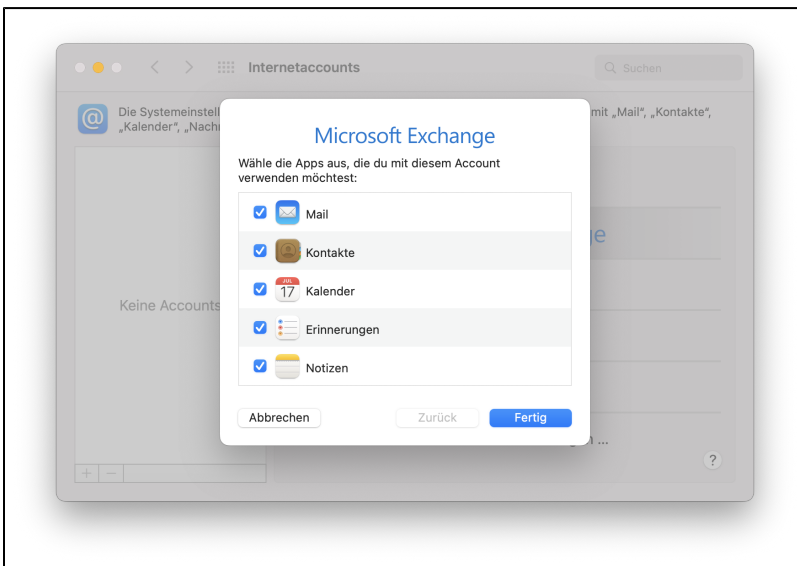 Internetaccounts
Suchen
Die Systemeinstell
mit „Mail“, „Kontakte“,
„Kalender“, „Nach
Microsoft Exchange
Wähle die Apps aus, die du mit diesem Account
verwenden möchtest:
Mail
Kontakte
JUL
17
Kalender
Erinnerungen
Notizen
Keine Accounts
ge
Abbrechen
Zurück
Fertig
n ...
?